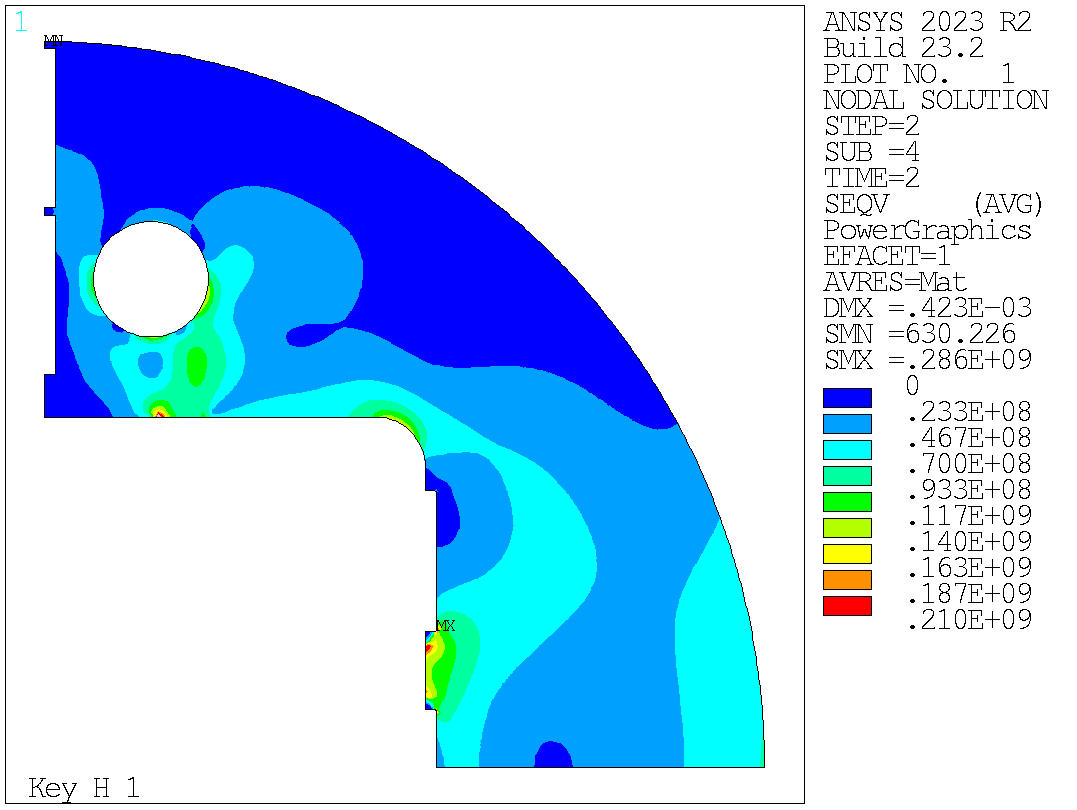 1
MN
MX
Key H 1
ANSYS 2023 R2
Build 23.2
PLOT NO. 1
NODAL SOLUTION
STEP=2
SUB =4
TIME=2
SEQV (AVG)
PowerGraphics
EFACET=1
AVRES=Mat
DMX =.423E-03
SMN =630.226
SMX =.286E+09
0
.233E+08
.467E+08
.700E+08
.933E+08
.117E+09
.140E+09
.163E+09
.187E+09
.210E+09